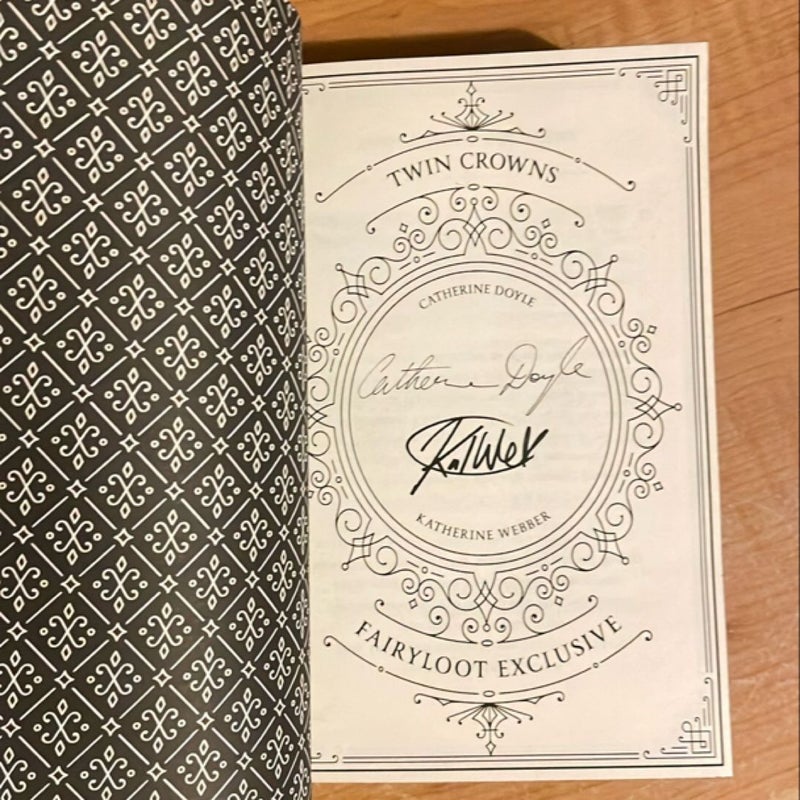 TWIN CROWNS
CATHERINE DOYLE
Catherine Doyle
KATHERINE WEBBER
FAIRYLOOT EXCLUSIVE